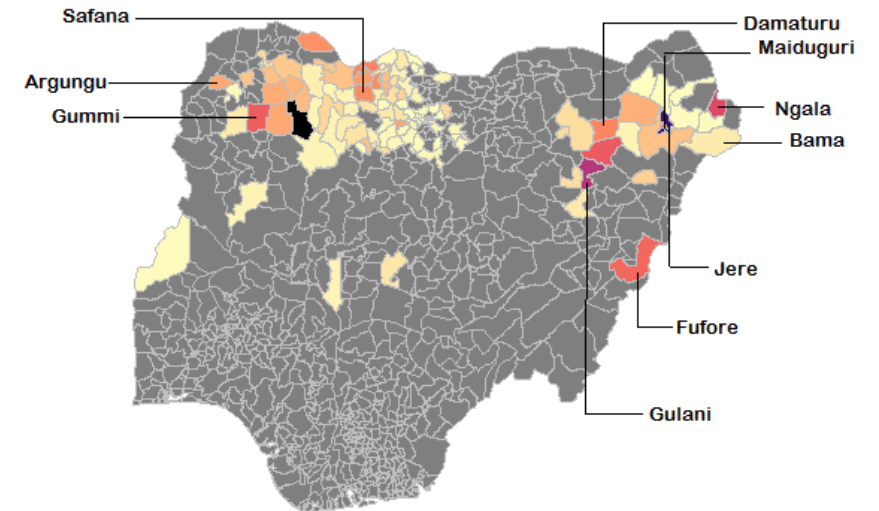 Safana
Damaturu
Maiduguri
Argungu
Ngala
Gummi
Bama
Jere
Fufore
Gulani